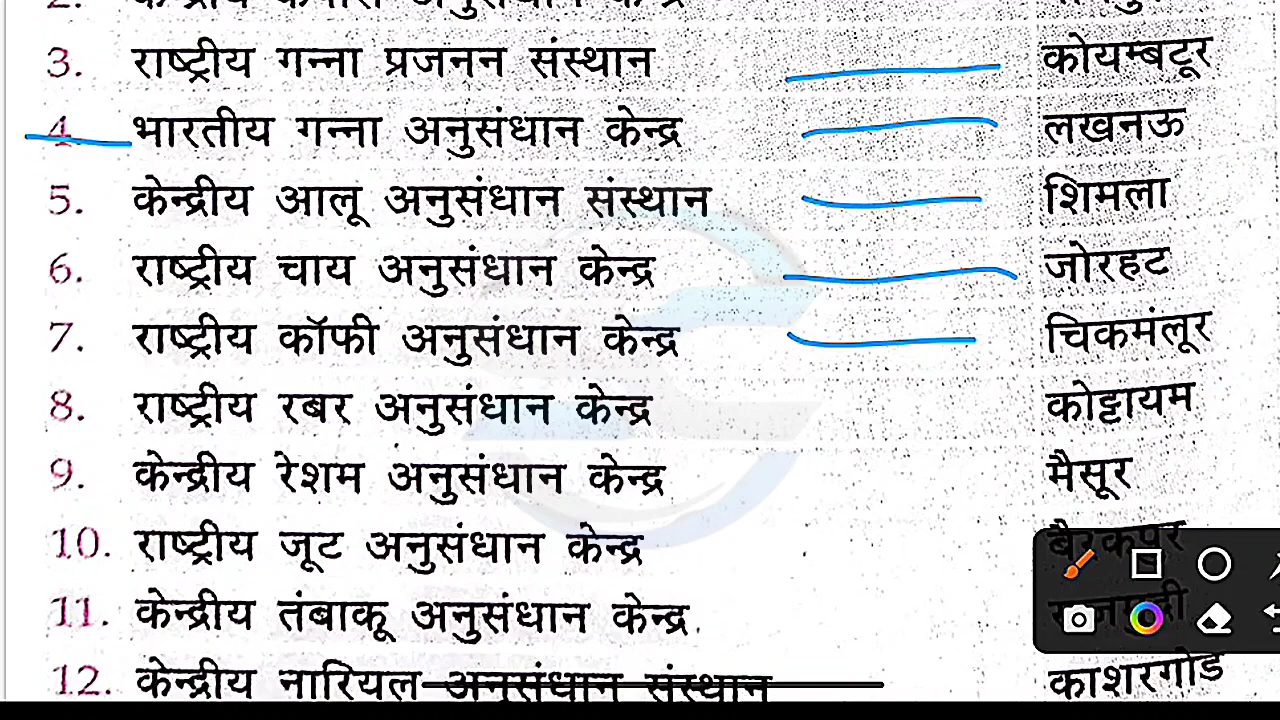 3. राष्ट्रीय गन्ना प्रजनन संस्थान कोयम्बटूर
4. भारतीय गन्ना अनुसंधान केन्द्र लखनऊ
5. केन्द्रीय आलू अनुसंधान संस्थान शिमला
6. राष्ट्रीय चाय अनुसंधान केन्द्र जोरहट
7. राष्ट्रीय कॉफी अनुसंधान केन्द्र चिकमंलूर
8. राष्ट्रीय रबर अनुसंधान केन्द्र कोट्टायम
9. केन्द्रीय रेशम अनुसंधान केन्द्र मैसूर
10. राष्ट्रीय जूट अनुसंधान केन्द्र बैरकपुर
11. केन्द्रीय तंबाकू अनुसंधान केन्द्र
12. केन्द्रीय नारियल अनुसंधान संस्थान काशरगोड